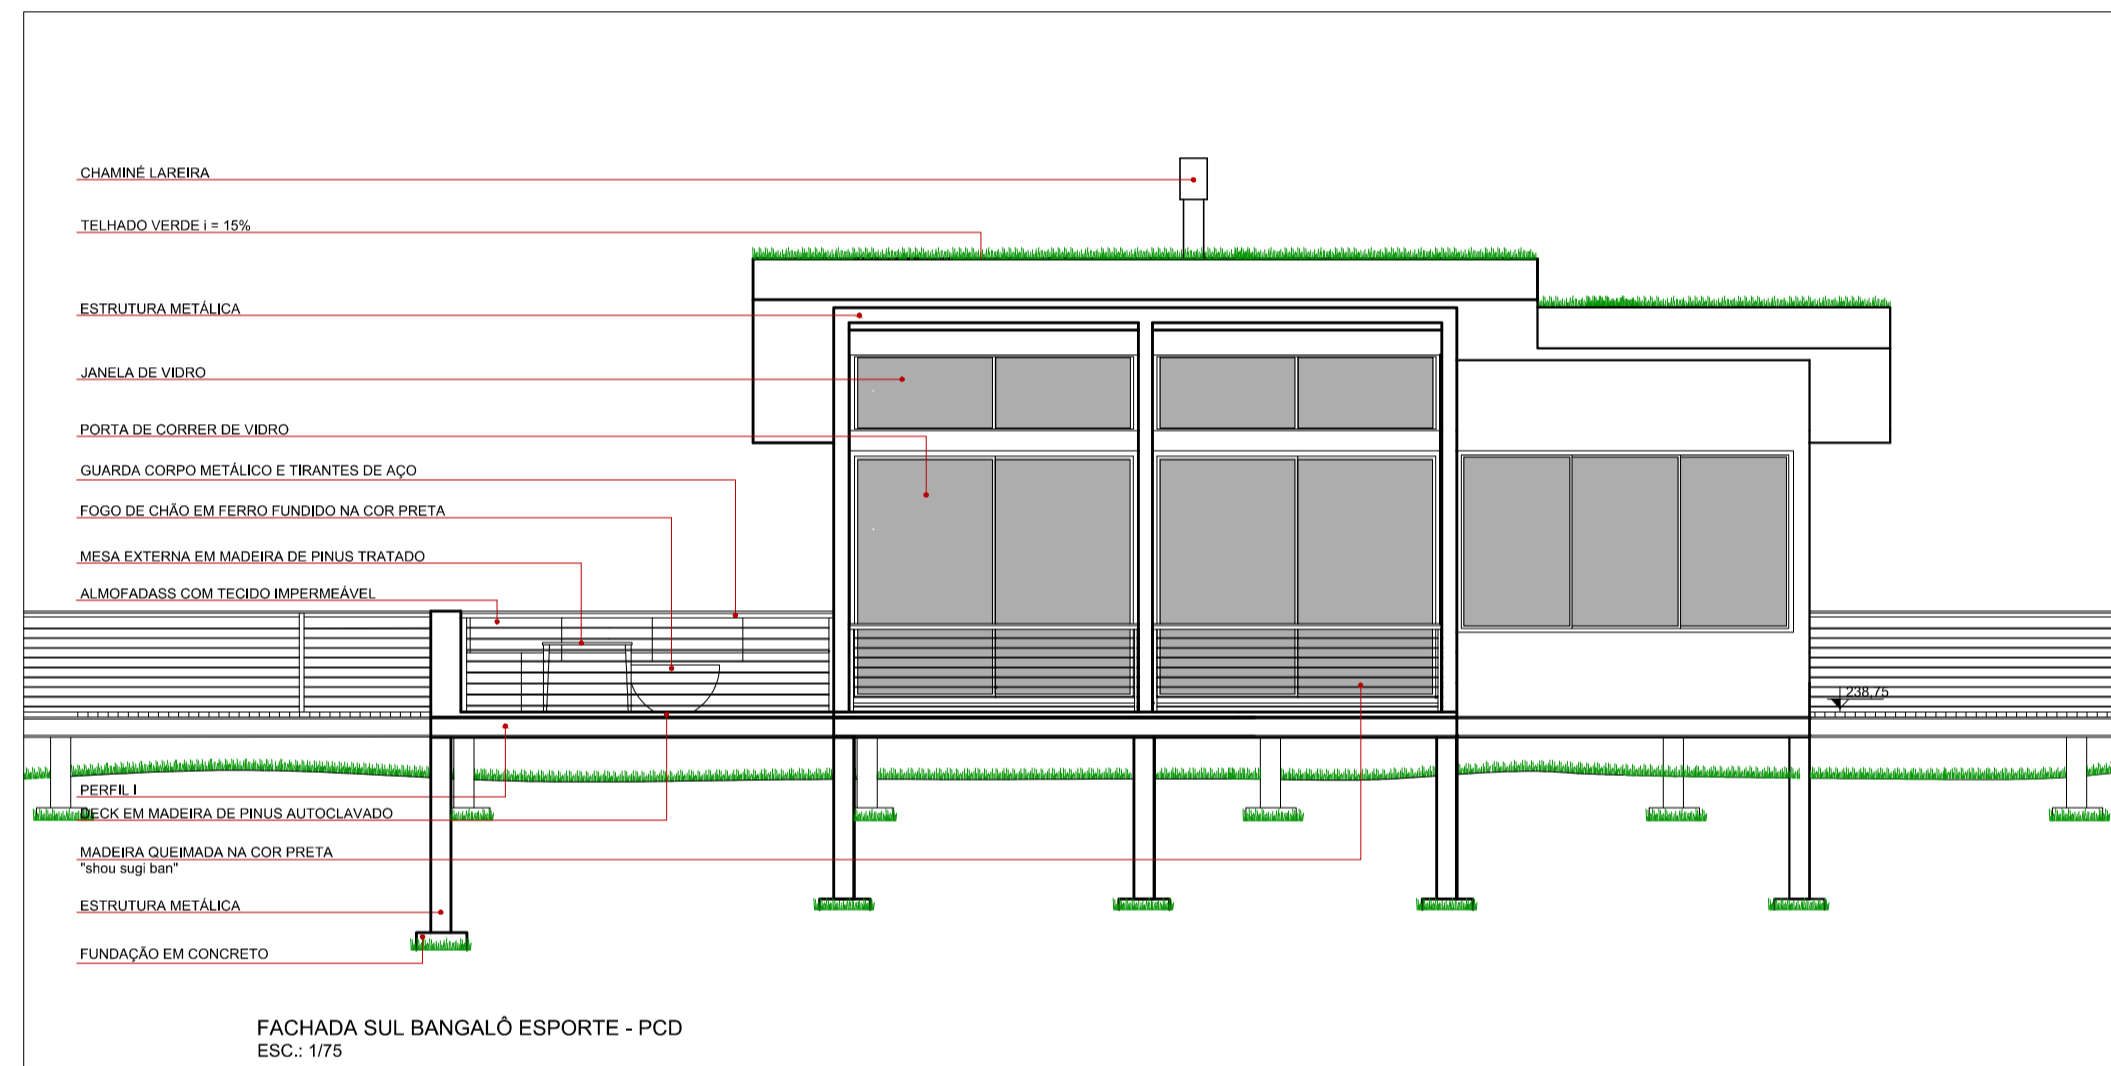 CHAMINÉ LAREIRA
TELHADO VERDE i = 15%
ESTRUTURA METÁLICA
JANELA DE VIDRO
PORTA DE CORRER DE VIDRO
GUARDA CORPO METÁLICO E TIRANTES DE AÇO
FOGO DE CHÃO EM FERRO FUNDIDO NA COR PRETA
MESA EXTERNA EM MADEIRA DE PINUS TRATADO
ALMOFADASS COM TECIDO IMPERMEÁVEL
238,75
PERFIL I
DECK EM MADEIRA DE PINUS AUTOCLAVADO
MADEIRA QUEIMADA NA COR PRETA
"shou sugi ban"
ESTRUTURA METÁLICA
FUNDAÇÃO EM CONCRETO
FACHADA SUL BANGALÔ ESPORTE - PCD
ESC.: 1/75